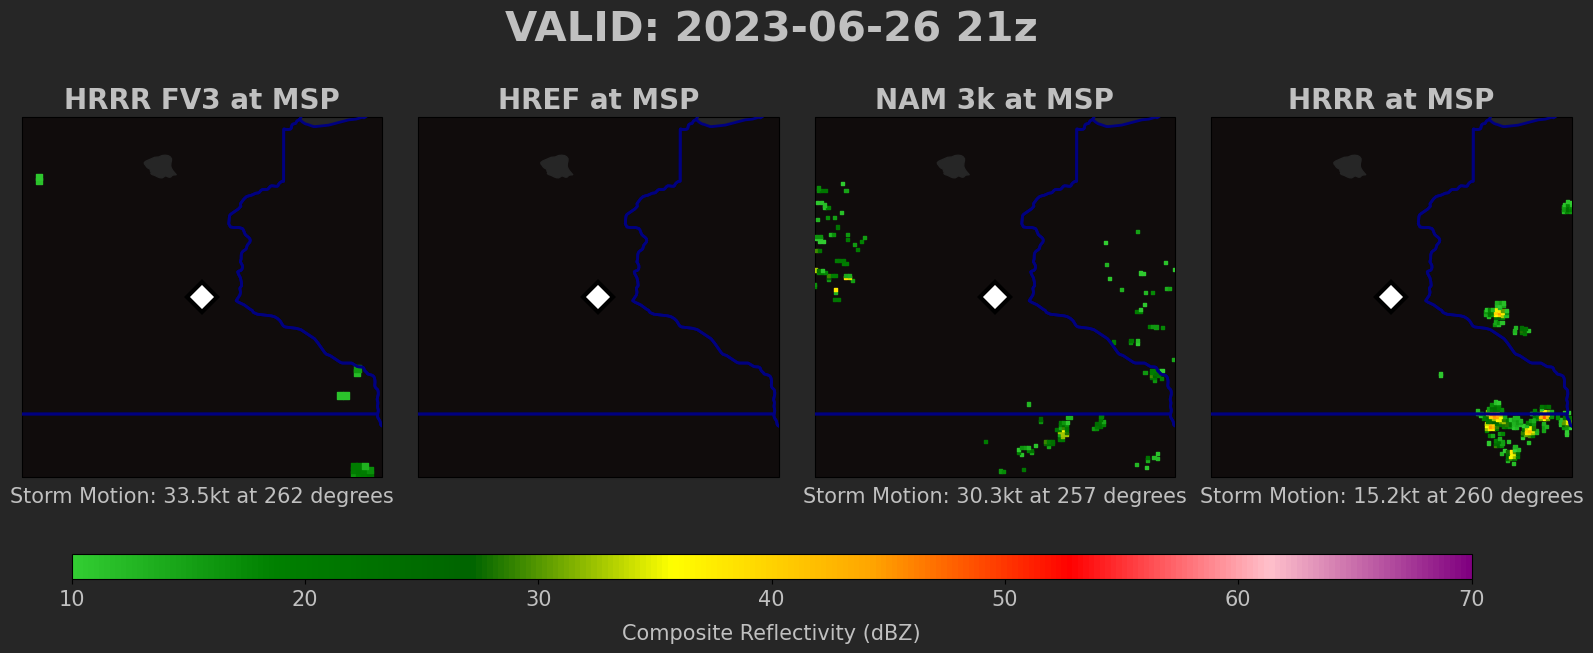 VALID: 2023-06-26 21z
HRRR FV3 at MSP
HREF at MSP
NAM 3k at MSP
HRRR at MSP
Storm Motion: 33.5kt at 262 degrees
Storm Motion: 30.3kt at 257 degrees
Storm Motion: 15.2kt at 260 degrees
10 20 30 40 50 60 70
Composite Reflectivity (dBZ)